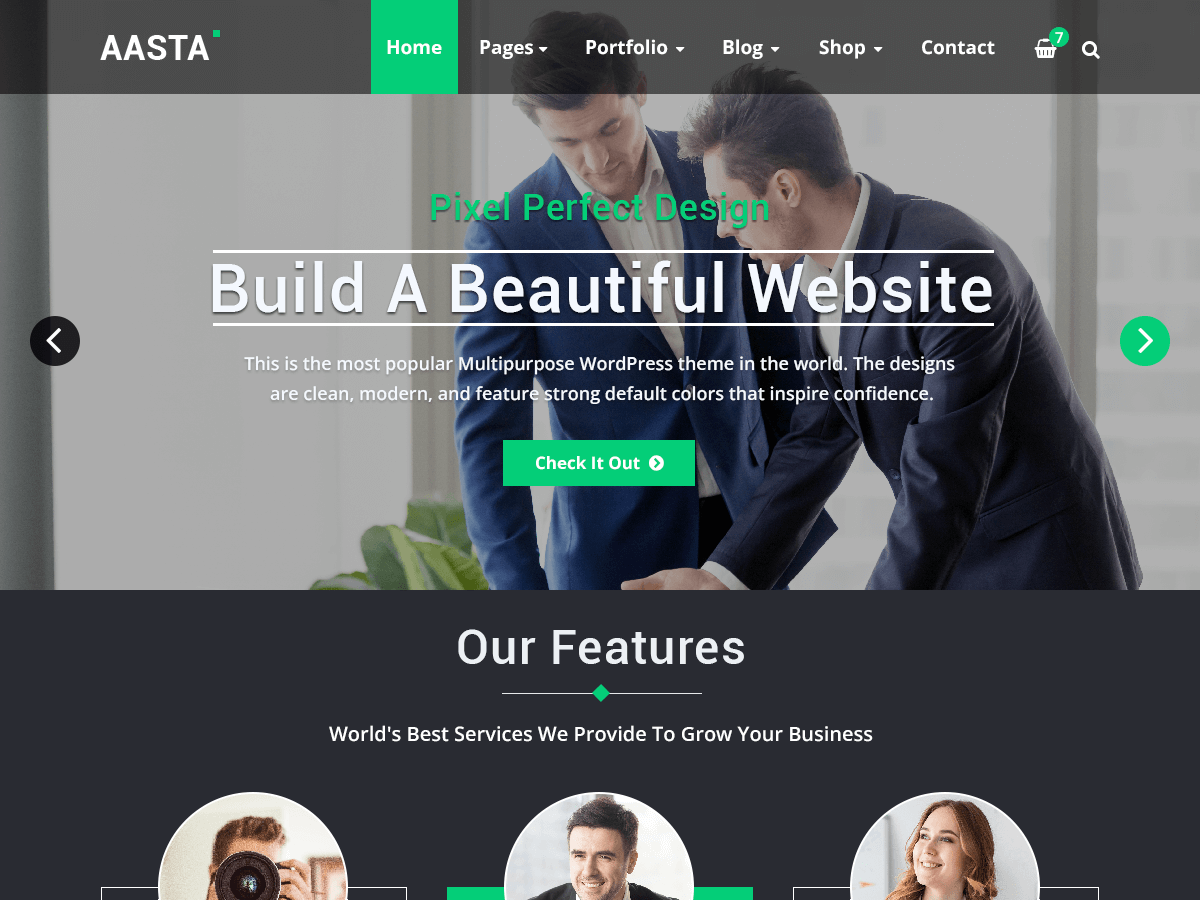 AASTA
Home Pages Portfolio Blog Shop Contact 7
Pixel Perfect Design
Build A Beautiful Website
This is the most popular Multipurpose WordPress theme in the world. The designs
are clean, modern, and feature strong default colors that inspire confidence.
Check It Out
Our Features
World's Best Services We Provide To Grow Your Business